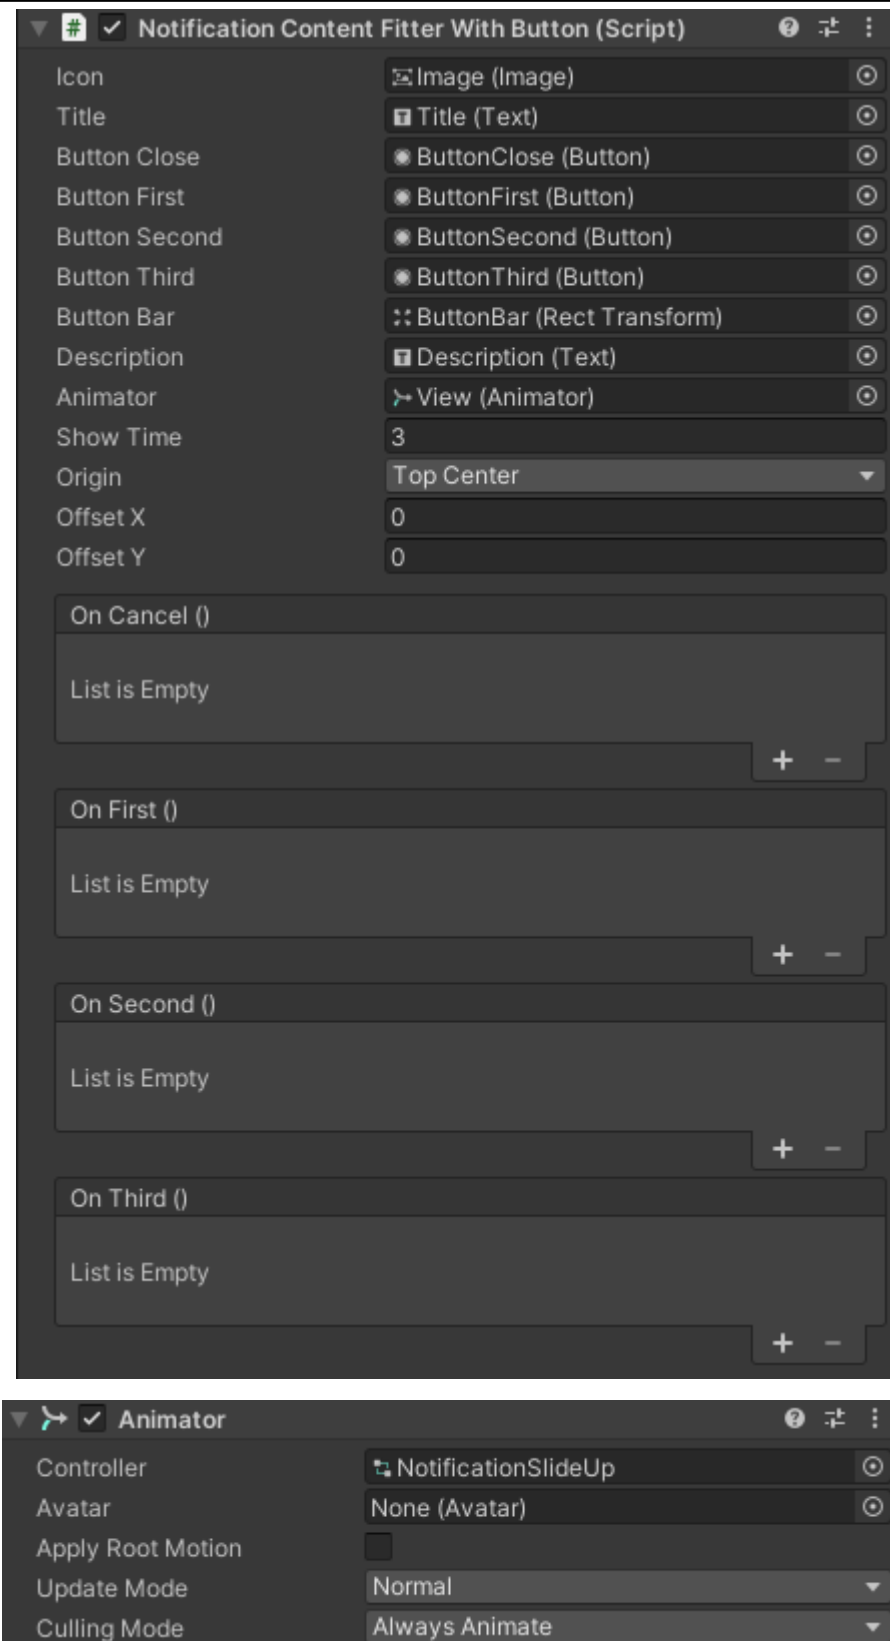 Notification Content Fitter With Button (Script)
Icon Image (Image)
Title Title (Text)
Button Close ButtonClose (Button)
Button First ButtonFirst (Button)
Button Second ButtonSecond (Button)
Button Third ButtonThird (Button)
Button Bar ButtonBar (Rect Transform)
Description Description (Text)
Animator View (Animator)
Show Time 3
Origin Top Center
Offset X 0
Offset Y 0
On Cancel ()
List is Empty
+ −
On First ()
List is Empty
+ −
On Second ()
List is Empty
+ −
On Third ()
List is Empty
+ −
Animator
Controller NotificationSlideUp
Avatar None (Avatar)
Apply Root Motion
Update Mode Normal
Culling Mode Always Animate